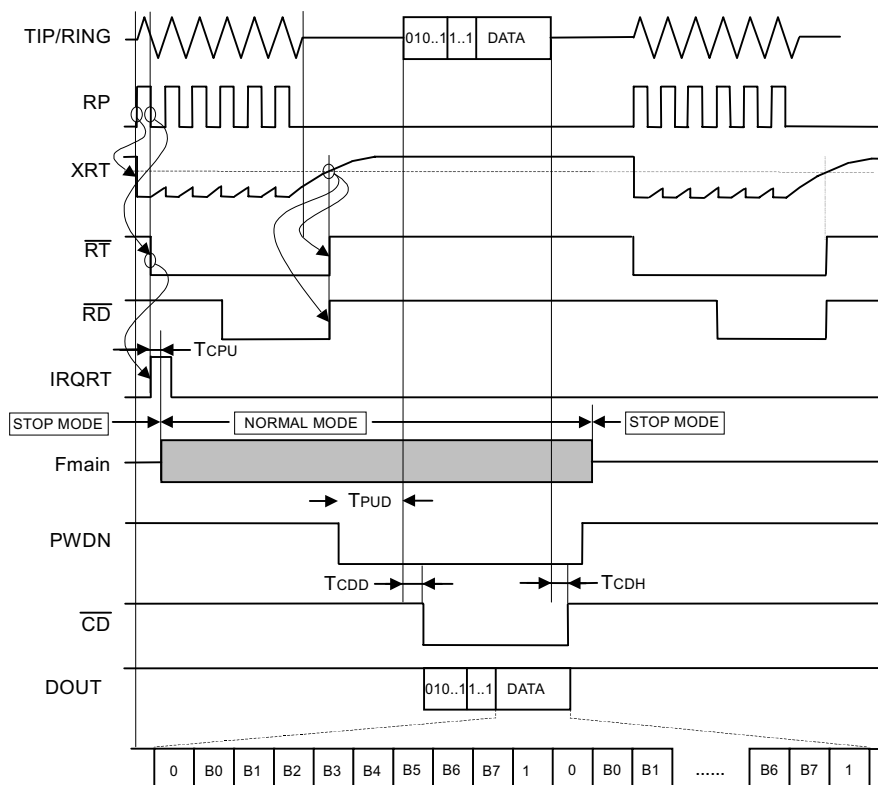 TIP/RING
010..1 1..1 DATA
RP
XRT
RT
RD
TCPU
IRQRT
STOP MODE NORMAL MODE STOP MODE
Fmain
TPUD
PWDN
TCDD TCDH
CD
DOUT
010..1 1..1 DATA
0 B0 B1 B2 B3 B4 B5 B6 B7 1 0 B0 B1 ...... B6 B7 1